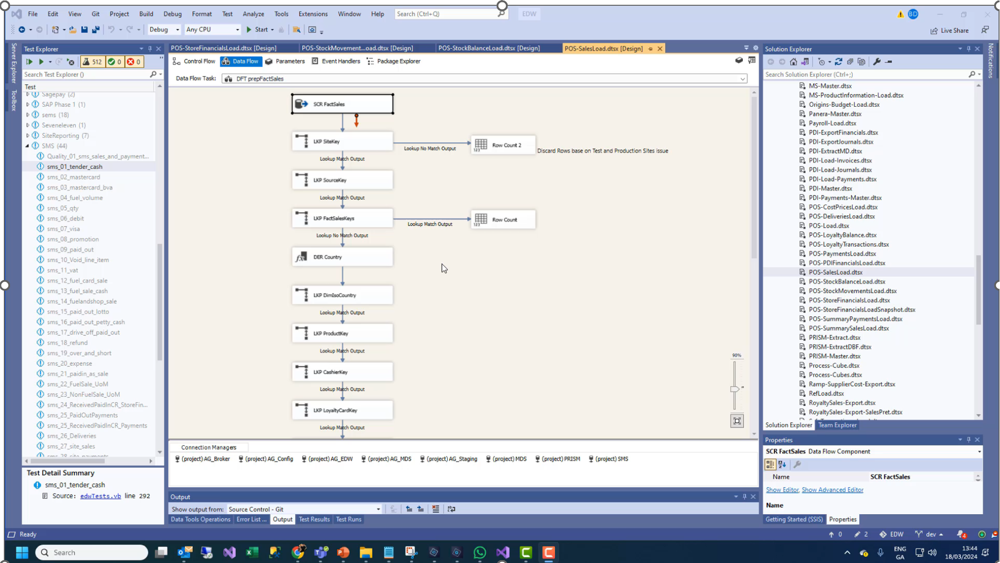 File Edit View Git Project Build Debug Format Test Analyze Tools Extensions Window Help Search (Ctrl+Q) EDW BD
Debug Any CPU Start Live Share
Server Explorer
Toolbox
Test Explorer
512 0 0
Search Test Explorer ()
Test
Sagepay (2)
SAP Phase 1 (1)
sems (18)
Seveneleven (1)
SiteReporting (7)
SMS (44)
Quality_01_sms_sales_and_payment...
sms_01_tender_cash
sms_02_mastercard
sms_03_mastercard_bva
sms_04_fuel_volume
sms_05_qty
sms_06_debit
sms_07_visa
sms_08_promotion
sms_09_paid_out
sms_10_Void_line_item
sms_11_vat
sms_12_fuel_card_sale
sms_13_fuel_sale_cash
sms_14_fuelandshop_sale
sms_15_paid_out_lotto
sms_16_paid_out_petty_cash
sms_17_drive_off_paid_out
sms_18_refund
sms_19_over_and_short
sms_20_expense
sms_21_paidin_as_sale
sms_22_FuelSale_UoM
sms_23_NonFuelSale_UoM
sms_24_ReceivedPaidInCR_StoreFin...
sms_25_PaidOutPayments
sms_25_ReceivedPaidInCR_Payments
sms_26_Deliveries
sms_27_site_sales
sms_28_site_payments
Test Detail Summary
sms_01_tender_cash
Source: edwTests.vb line 292
POS-StoreFinancialsLoad.dtsx [Design] POS-StockMovement...oad.dtsx [Design] POS-StockBalanceLoad.dtsx [Design] POS-SalesLoad.dtsx [Design]
Control Flow Data Flow Parameters Event Handlers Package Explorer
Data Flow Task: DFT prepFactSales
SCR FactSales
LKP SiteKey
Lookup No Match Output
Row Count 2
Discard Rows base on Test and Production Sites issue
Lookup Match Output
LKP SourceKey
Lookup Match Output
LKP FactSalesKeys
Lookup Match Output
Row Count
Lookup No Match Output
DER Country
LKP DimIsoCountry
Lookup Match Output
LKP ProductKey
Lookup Match Output
LKP CashierKey
Lookup Match Output
LKP LoyaltyCardKey
Lookup Match Output
90%
Connection Managers
(project) AG_Broker (project) AG_Config (project) AG_EDW (project) AG_MDS (project) AG_Staging (project) MDS (project) PRISM (project) SMS
Output
Show output from: Source Control - Git
Data Tools Operations Error List ... Output Test Results Test Runs
Solution Explorer
Search Solution Explorer (Ctrl+;)
MS-Master.dtsx
MS-ProductInformation-Load.dtsx
Origins-Budget-Load.dtsx
Panera-Master.dtsx
Payroll-Load.dtsx
PDI-ExportFinancials.dtsx
PDI-ExportJournals.dtsx
PDI-ExtractMD.dtsx
PDI-Load-Invoices.dtsx
PDI-Load-Journals.dtsx
PDI-Load-Payments.dtsx
PDI-Master.dtsx
PDI-Payments-Master.dtsx
POS-CostPricesLoad.dtsx
POS-DeliveriesLoad.dtsx
POS-Load.dtsx
POS-LoyaltyBalance.dtsx
POS-LoyaltyTransactions.dtsx
POS-PaymentsLoad.dtsx
POS-PDIFinancialsLoad.dtsx
POS-SalesLoad.dtsx
POS-StockBalanceLoad.dtsx
POS-StockMovementsLoad.dtsx
POS-StoreFinancialsLoad.dtsx
POS-StoreFinancialsLoadSnapshot.dtsx
POS-SummaryPaymentsLoad.dtsx
POS-SummarySalesLoad.dtsx
PRISM-Extract.dtsx
PRISM-ExtractDBF.dtsx
PRISM-Master.dtsx
Process-Cube.dtsx
Process-Cubes.dtsx
Ramp-SupplierCost-Export.dtsx
RefLoad.dtsx
RoyaltySales-Export.dtsx
RoyaltySales-Export-SalesPret.dtsx
Solution Explorer Team Explorer
Properties
SCR FactSales Data Flow Component
Name SCR FactSales
Show Editor, Show Advanced Editor
Name
Getting Started (SSIS) Properties
Notifications
Ready 0 2 EDW dev 4
Search ENG GA 13:44 18/03/2024